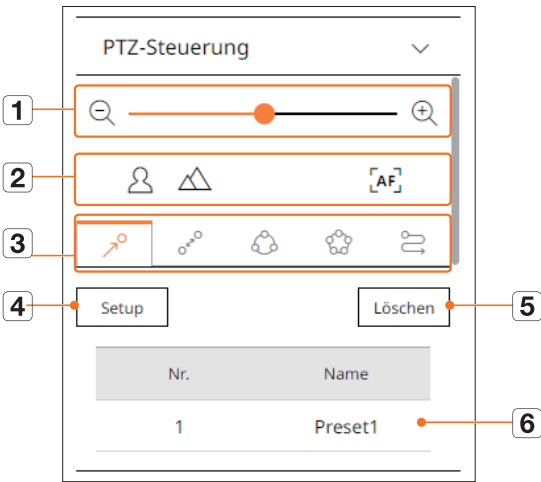 PTZ-Steuerung
1
2
AF
3
4 Setup Löschen 5
Nr. Name
1 Preset1 6